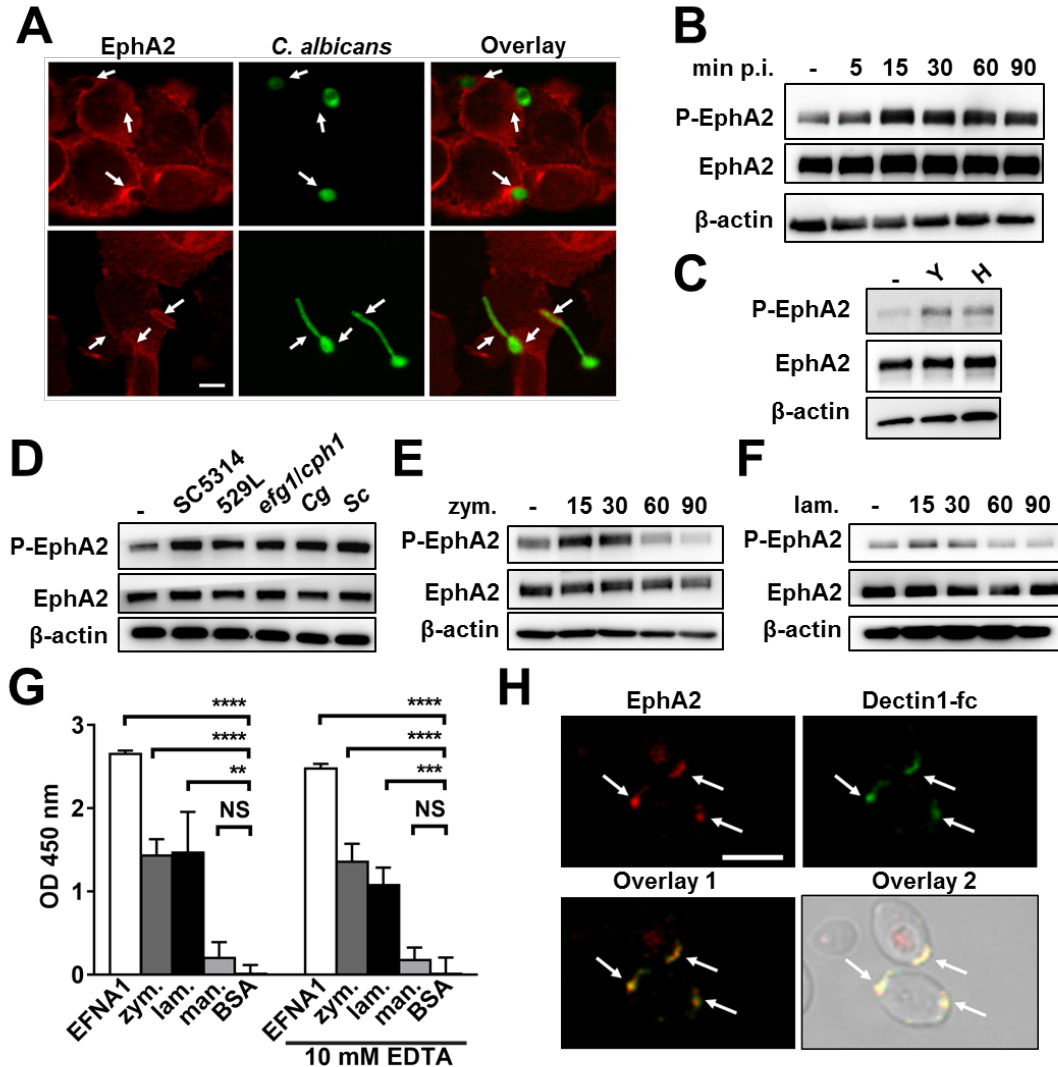 A
EphA2 C. albicans Overlay
B
min p.i. - 5 15 30 60 90
P-EphA2
EphA2
β-actin
C
- Y H
P-EphA2
EphA2
β-actin
D
- SC5314 529L efg1/cph1 Cg Sc
P-EphA2
EphA2
β-actin
E
zym. - 15 30 60 90
P-EphA2
EphA2
β-actin
F
lam. - 15 30 60 90
P-EphA2
EphA2
β-actin
G
OD 450 nm
3
2
1
0
**** ****
**** ****
** ***
NS NS
EFNA1 zym. lam. man. BSA EFNA1 zym. lam. man. BSA
10 mM EDTA
H
EphA2 Dectin1-fc
Overlay 1 Overlay 2